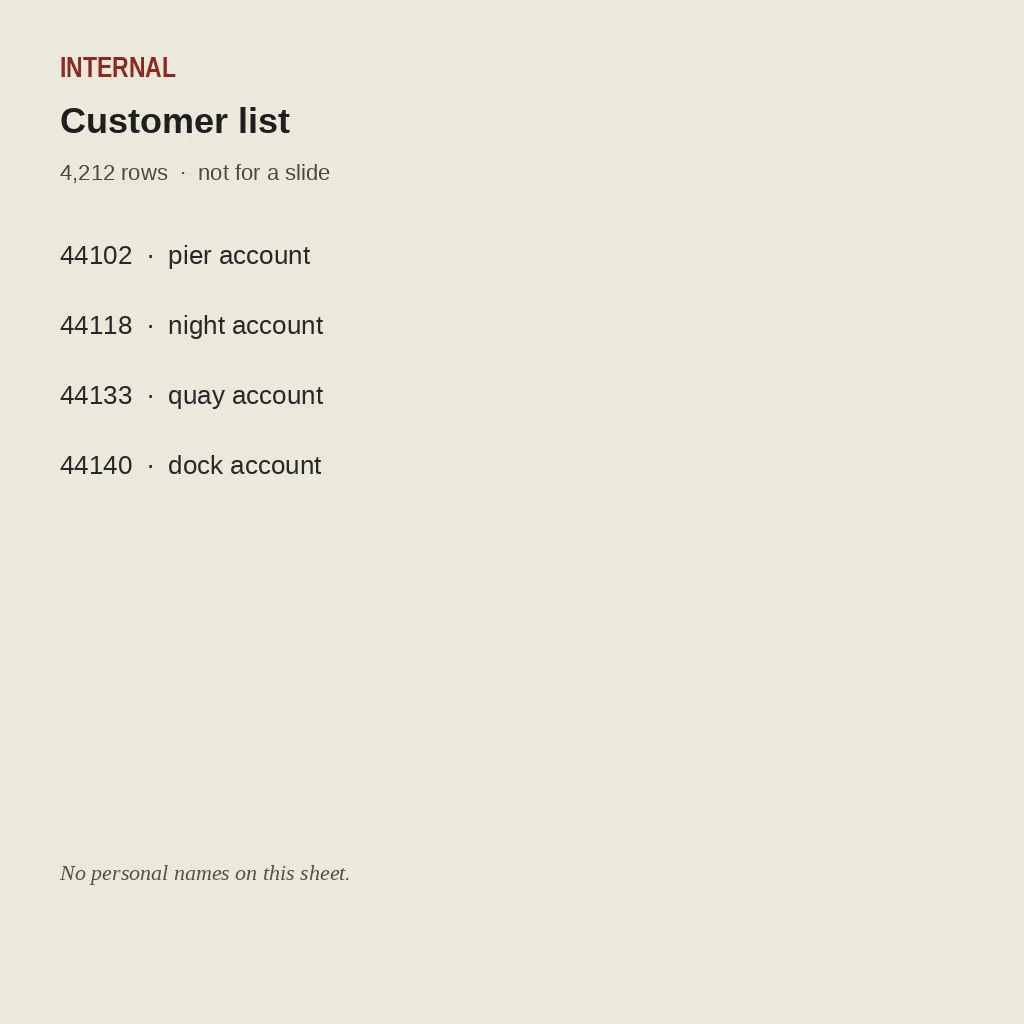 INTERNAL
Customer list
4,212 rows · not for a slide
44102 · pier account
44118 · night account
44133 · quay account
44140 · dock account
No personal names on this sheet.